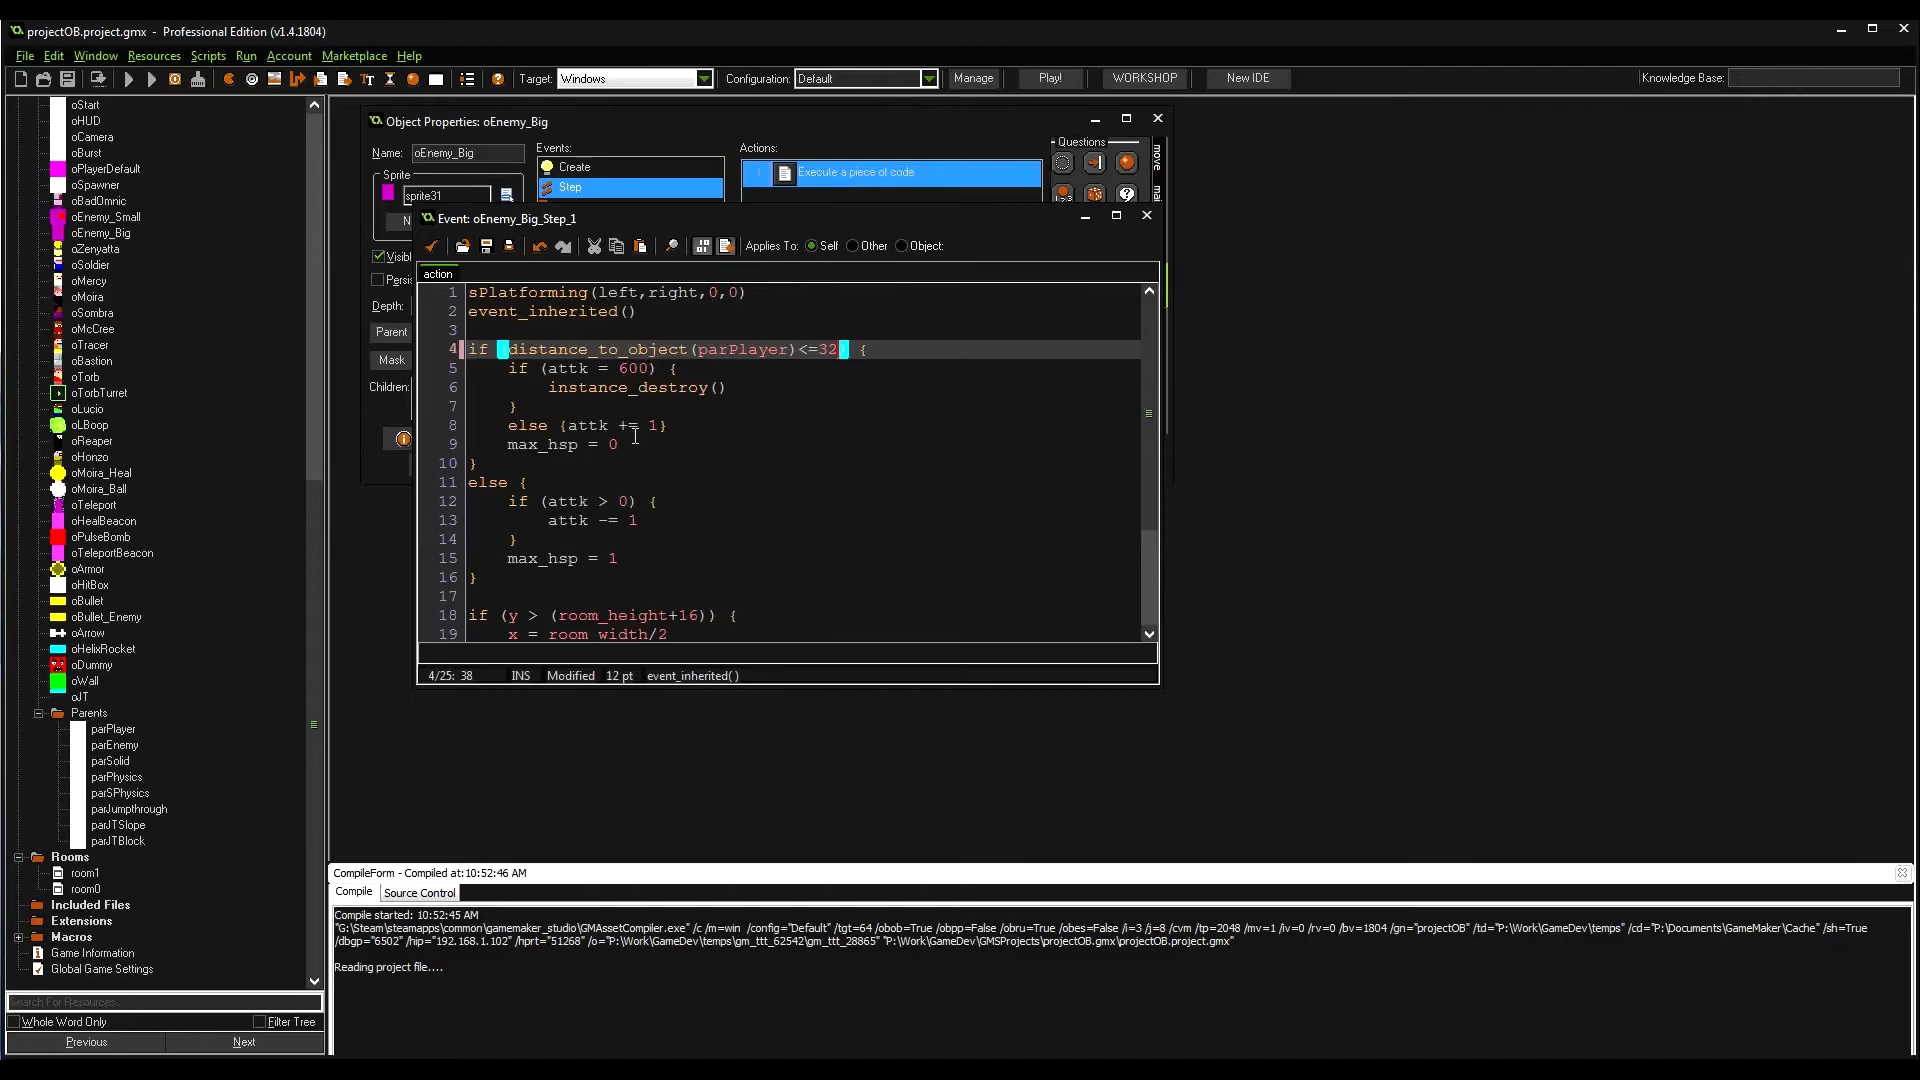 projectOB.project.gmx - Professional Edition (v1.4.1804)
File Edit Window Resources Scripts Run Account Marketplace Help
Target: Windows Configuration: Default Manage Play! WORKSHOP New IDE Knowledge Base:
oStart
oHUD
oCamera
oBurst
oPlayerDefault
oSpawner
oBadOmnic
oEnemy_Small
oEnemy_Big
oZenyatta
oSoldier
oMercy
oMoira
oSombra
oMcCree
oTracer
oBastion
oTorb
oTorbTurret
oLucio
oLBoop
oReaper
oHonzo
oMoira_Heal
oMoira_Ball
oTeleport
oHealBeacon
oPulseBomb
oTeleportBeacon
oArmor
oHitBox
oBullet
oBullet_Enemy
oArrow
oHelixRocket
oDummy
oWall
oJT
Parents
parPlayer
parEnemy
parSolid
parPhysics
parSPhysics
parJumpthrough
parJTSlope
parJTBlock
Rooms
room1
room0
Included Files
Extensions
Macros
Game Information
Global Game Settings
Search For Resources...
Whole Word Only Filter Tree
Previous Next
Object Properties: oEnemy_Big
Name: oEnemy_Big
Sprite
sprite31
N
Visibl
Persis
Depth:
Parent
Mask
Children:
Events:
Create
Step
Actions:
Execute a piece of code
Questions
move
Event: oEnemy_Big_Step_1
Applies To: Self Other Object:
action
1 sPlatforming(left,right,0,0)
2 event_inherited()
3
4 if (distance_to_object(parPlayer)<=32) {
5 if (attk = 600) {
6 instance_destroy()
7 }
8 else {attk += 1}
9 max_hsp = 0
10 }
11 else {
12 if (attk > 0) {
13 attk -= 1
14 }
15 max_hsp = 1
16 }
17
18 if (y > (room_height+16)) {
19 x = room_width/2
4/25: 38 INS Modified 12 pt event_inherited()
CompileForm - Compiled at:10:52:46 AM
Compile Source Control
Compile started: 10:52:45 AM
"G:\Steam\steamapps\common\gamemaker_studio\GMAssetCompiler.exe" /c /m=win /config="Default" /tgt=64 /obob=True /obpp=False /obru=True /obes=False /i=3 /j=8 /cvm /tp=2048 /mv=1 /iv=0 /rv=0 /bv=1804 /gn="projectOB" /td="P:\Work\GameDev\temps" /cd="P:\Documents\GameMaker\Cache" /sh=True
/dbgp="6502" /hip="192.168.1.102" /hprt="51268" /o="P:\Work\GameDev\temps\gm_ttt_62542\gm_ttt_28865" "P:\Work\GameDev\GMSProjects\projectOB.gmx\projectOB.project.gmx"
Reading project file....